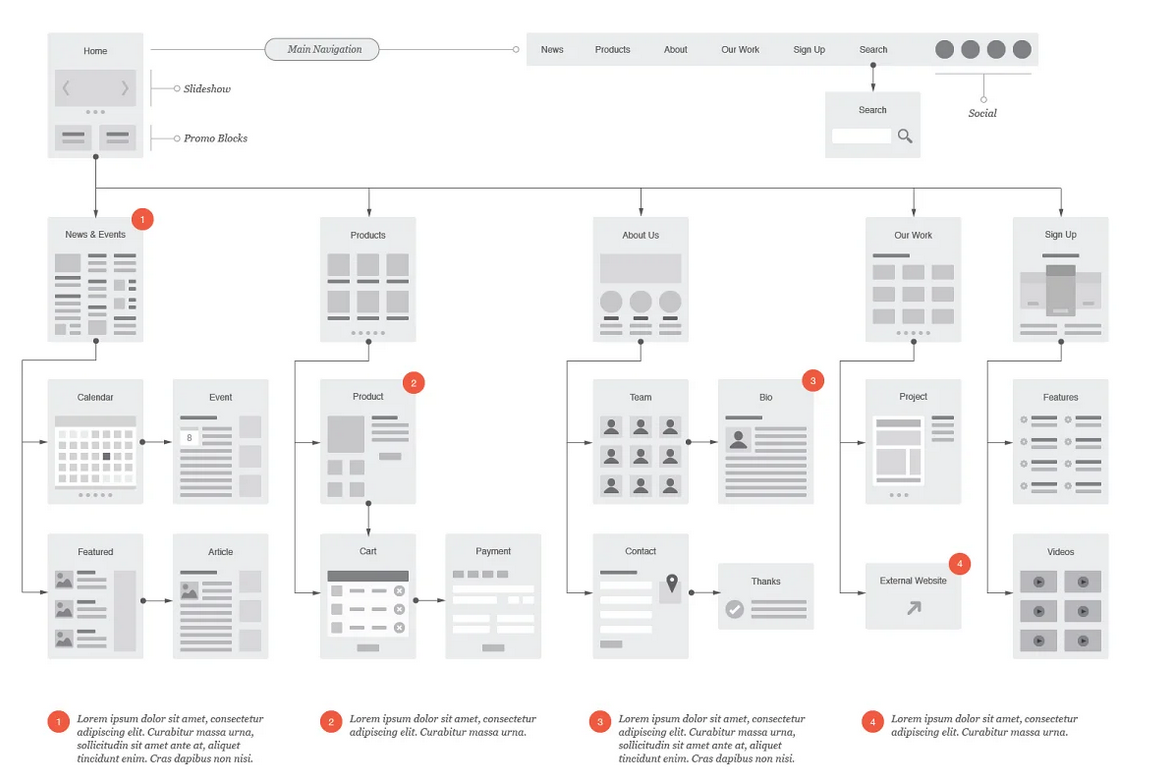 Home
Main Navigation
News Products About Our Work Sign Up Search
Slideshow
Search
Social
Promo Blocks
1
News & Events
Products
About Us
Our Work
Sign Up
2
3
Calendar
Event
Product
Team
Bio
Project
Features
8
4
Featured
Article
Cart
Payment
Contact
Thanks
External Website
Videos
1
Lorem ipsum dolor sit amet, consectetur
adipiscing elit. Curabitur massa urna,
sollicitudin sit amet ante at, aliquet
tincidunt enim. Cras dapibus non nisi.
2
Lorem ipsum dolor sit amet, consectetur
adipiscing elit. Curabitur massa urna.
3
Lorem ipsum dolor sit amet, consectetur
adipiscing elit. Curabitur massa urna,
sollicitudin sit amet ante at, aliquet
tincidunt enim. Cras dapibus non nisi.
4
Lorem ipsum dolor sit amet, consectetur
adipiscing elit. Curabitur massa urna.